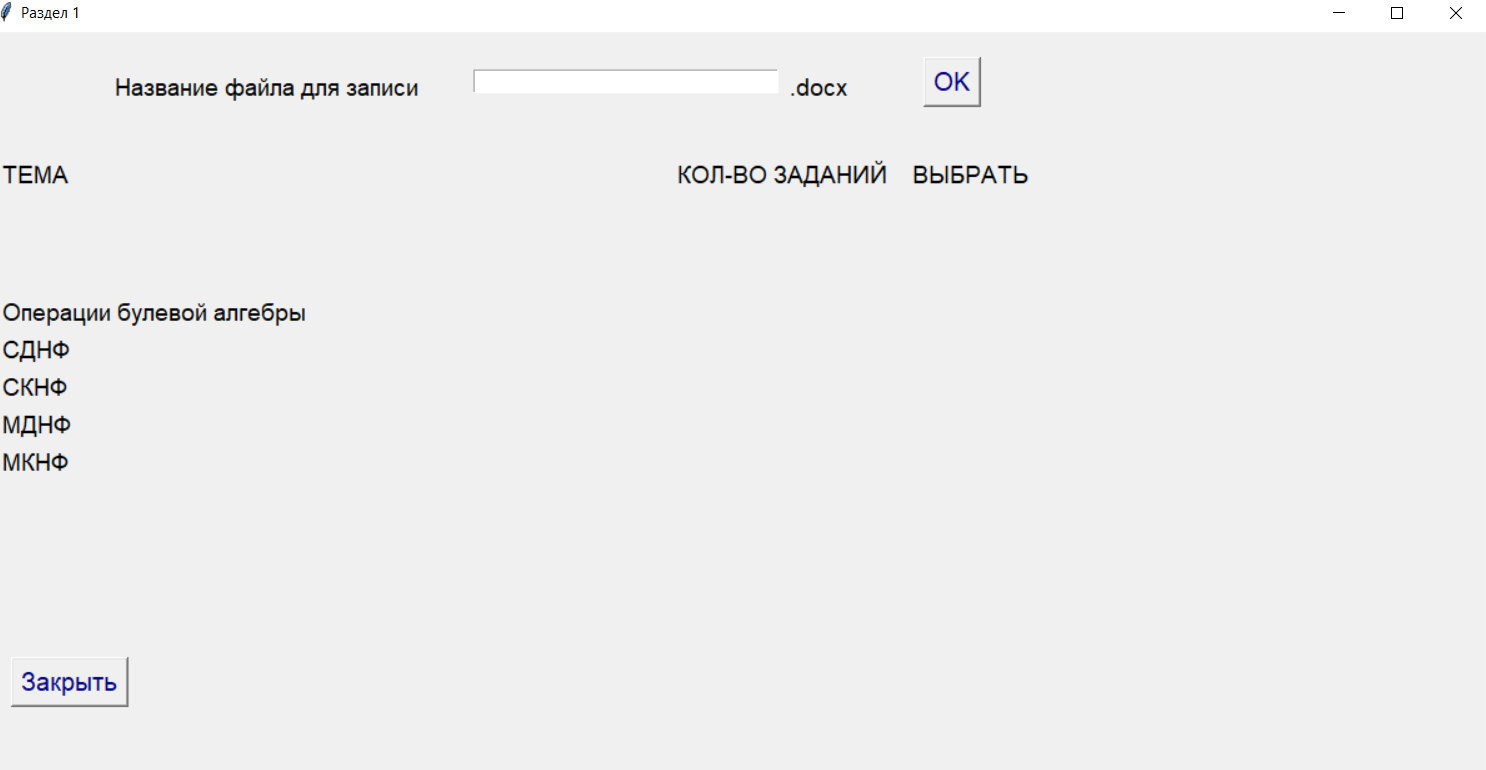 Раздел 1
Название файла для записи .docx OK
ТЕМА КОЛ-ВО ЗАДАНИЙ ВЫБРАТЬ
Операции булевой алгебры
СДНФ
СКНФ
МДНФ
МКНФ
Закрыть